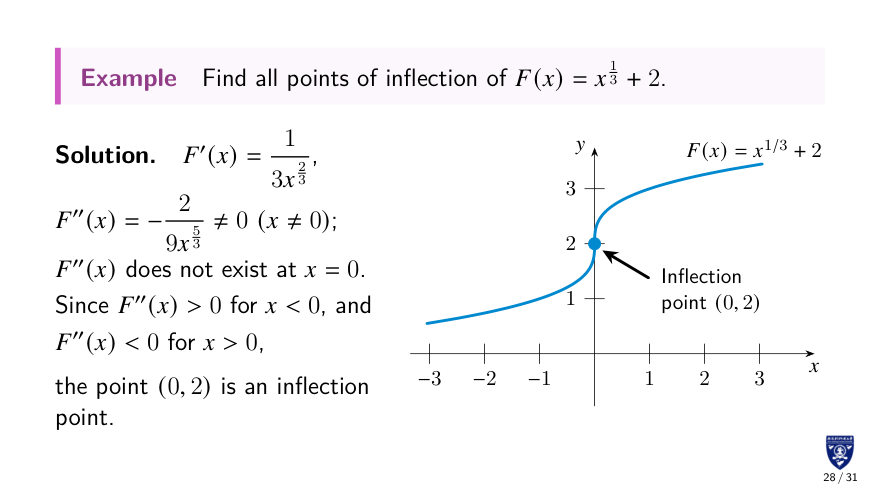 Example Find all points of inflection of F(x) = x^{1/3} + 2.
Solution. F′(x) = 1/(3x^{2/3}),
F″(x) = −2/(9x^{5/3}) ≠ 0 (x ≠ 0);
F″(x) does not exist at x = 0.
Since F″(x) > 0 for x < 0, and
F″(x) < 0 for x > 0,
the point (0, 2) is an inflection
point.
y
F(x) = x^{1/3} + 2
3
2
Inflection
point (0, 2)
1
−3 −2 −1 1 2 3
x
28 / 31